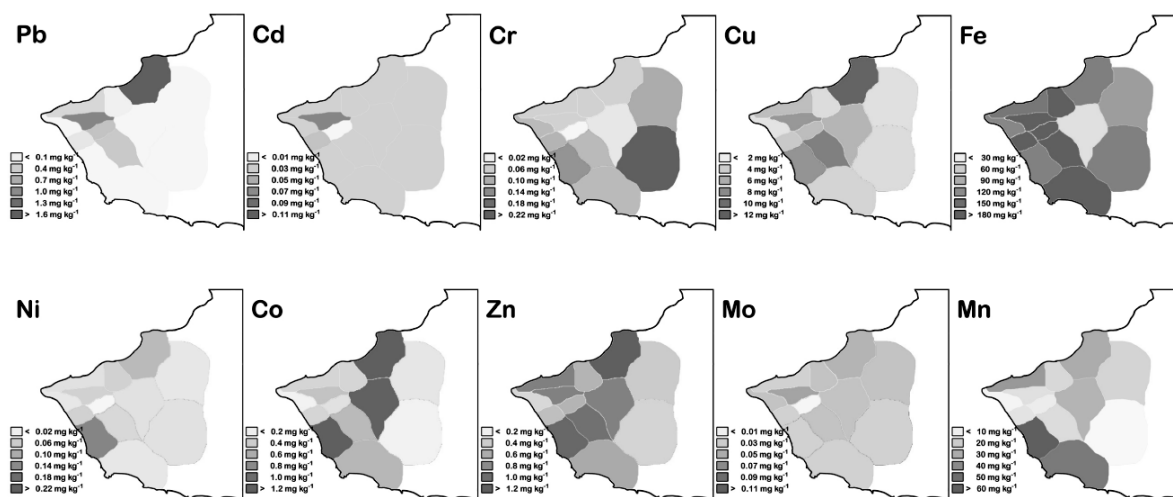 Pb
< 0.1 mg kg⁻¹
0.4 mg kg⁻¹
0.7 mg kg⁻¹
1.0 mg kg⁻¹
1.3 mg kg⁻¹
> 1.6 mg kg⁻¹
Cd
< 0.01 mg kg⁻¹
0.03 mg kg⁻¹
0.05 mg kg⁻¹
0.07 mg kg⁻¹
0.09 mg kg⁻¹
> 0.11 mg kg⁻¹
Cr
< 0.02 mg kg⁻¹
0.06 mg kg⁻¹
0.10 mg kg⁻¹
0.14 mg kg⁻¹
0.18 mg kg⁻¹
> 0.22 mg kg⁻¹
Cu
< 2 mg kg⁻¹
4 mg kg⁻¹
6 mg kg⁻¹
8 mg kg⁻¹
10 mg kg⁻¹
> 12 mg kg⁻¹
Fe
< 30 mg kg⁻¹
60 mg kg⁻¹
90 mg kg⁻¹
120 mg kg⁻¹
150 mg kg⁻¹
> 180 mg kg⁻¹
Ni
< 0.02 mg kg⁻¹
0.06 mg kg⁻¹
0.10 mg kg⁻¹
0.14 mg kg⁻¹
0.18 mg kg⁻¹
> 0.22 mg kg⁻¹
Co
< 0.2 mg kg⁻¹
0.4 mg kg⁻¹
0.6 mg kg⁻¹
0.8 mg kg⁻¹
1.0 mg kg⁻¹
> 1.2 mg kg⁻¹
Zn
< 0.2 mg kg⁻¹
0.4 mg kg⁻¹
0.6 mg kg⁻¹
0.8 mg kg⁻¹
1.0 mg kg⁻¹
> 1.2 mg kg⁻¹
Mo
< 0.01 mg kg⁻¹
0.03 mg kg⁻¹
0.05 mg kg⁻¹
0.07 mg kg⁻¹
0.09 mg kg⁻¹
> 0.11 mg kg⁻¹
Mn
< 10 mg kg⁻¹
20 mg kg⁻¹
30 mg kg⁻¹
40 mg kg⁻¹
50 mg kg⁻¹
> 60 mg kg⁻¹